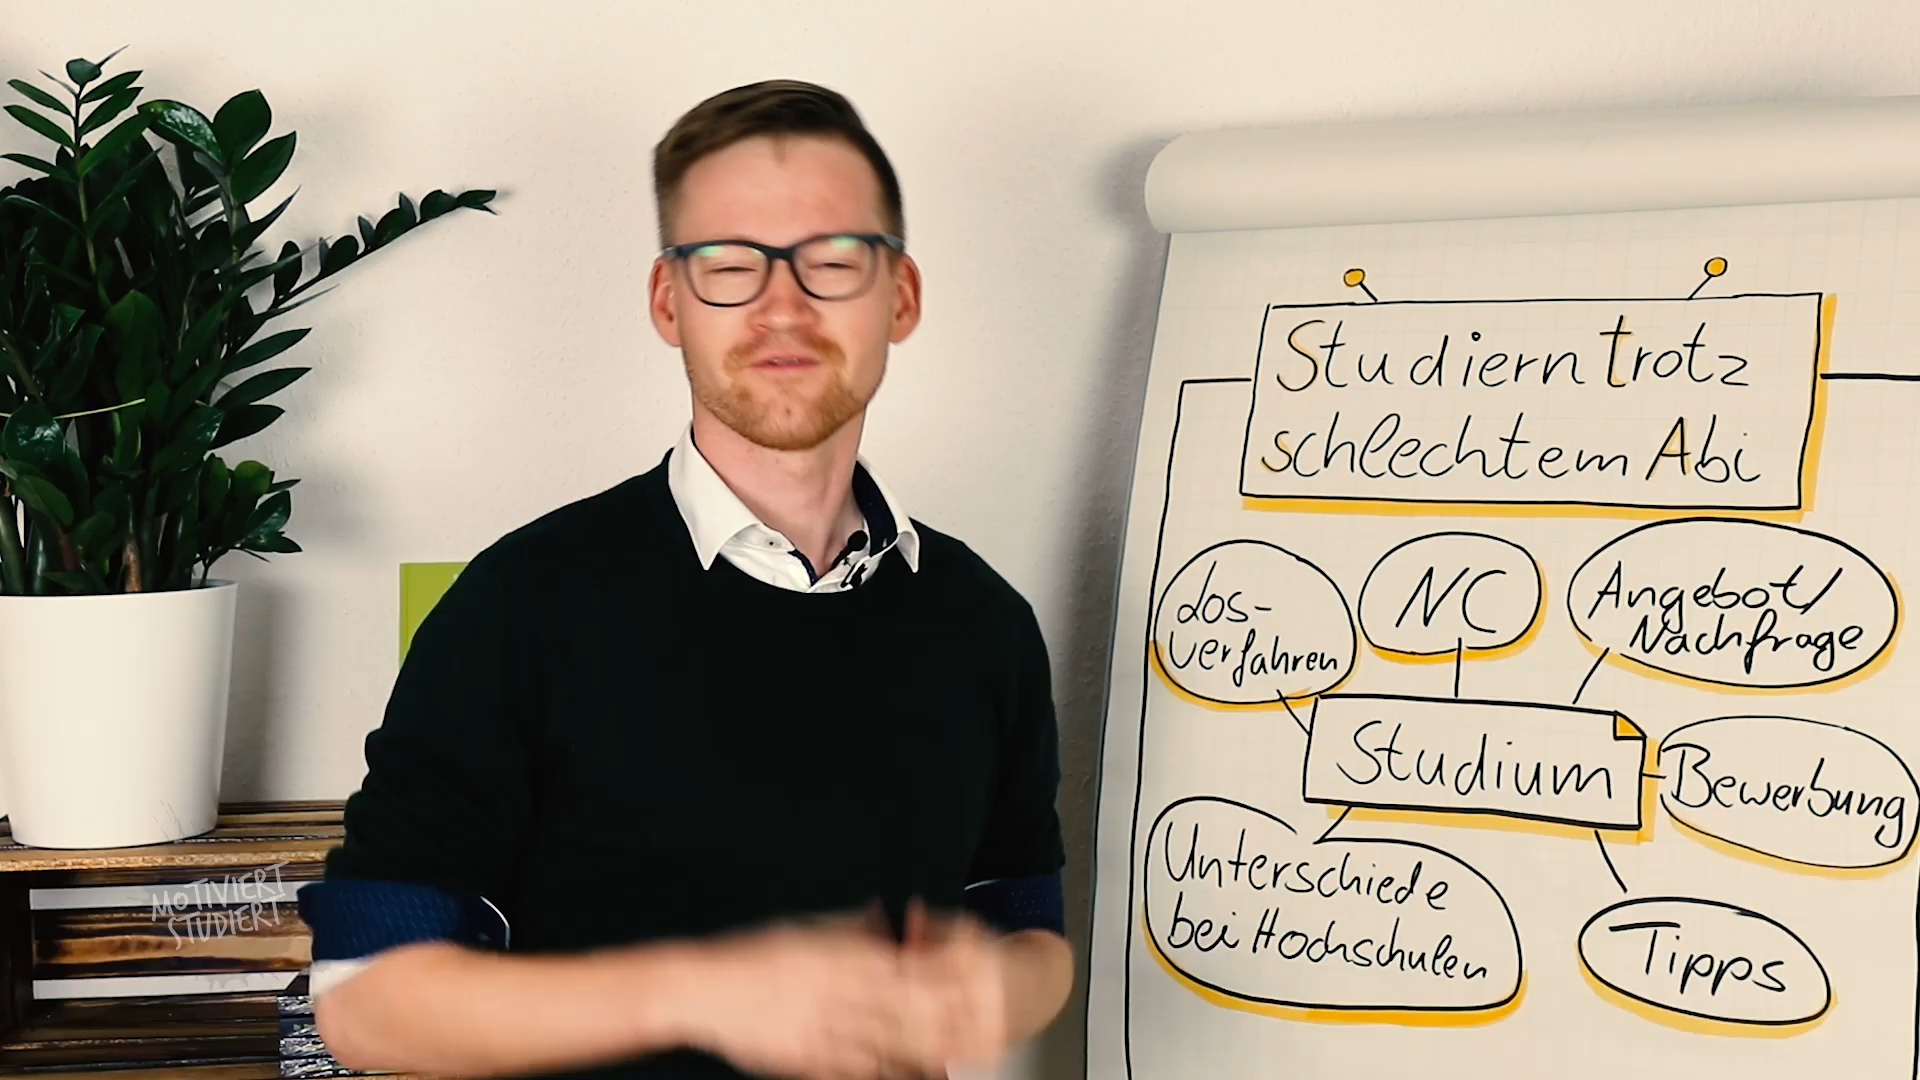 Studiern trotz
schlechtem Abi
Los-
verfahren
NC
Angebot/
Nachfrage
Studium
Bewerbung
Unterschiede
bei Hochschulen
Tipps
MOTIVIERT
STUDIERT